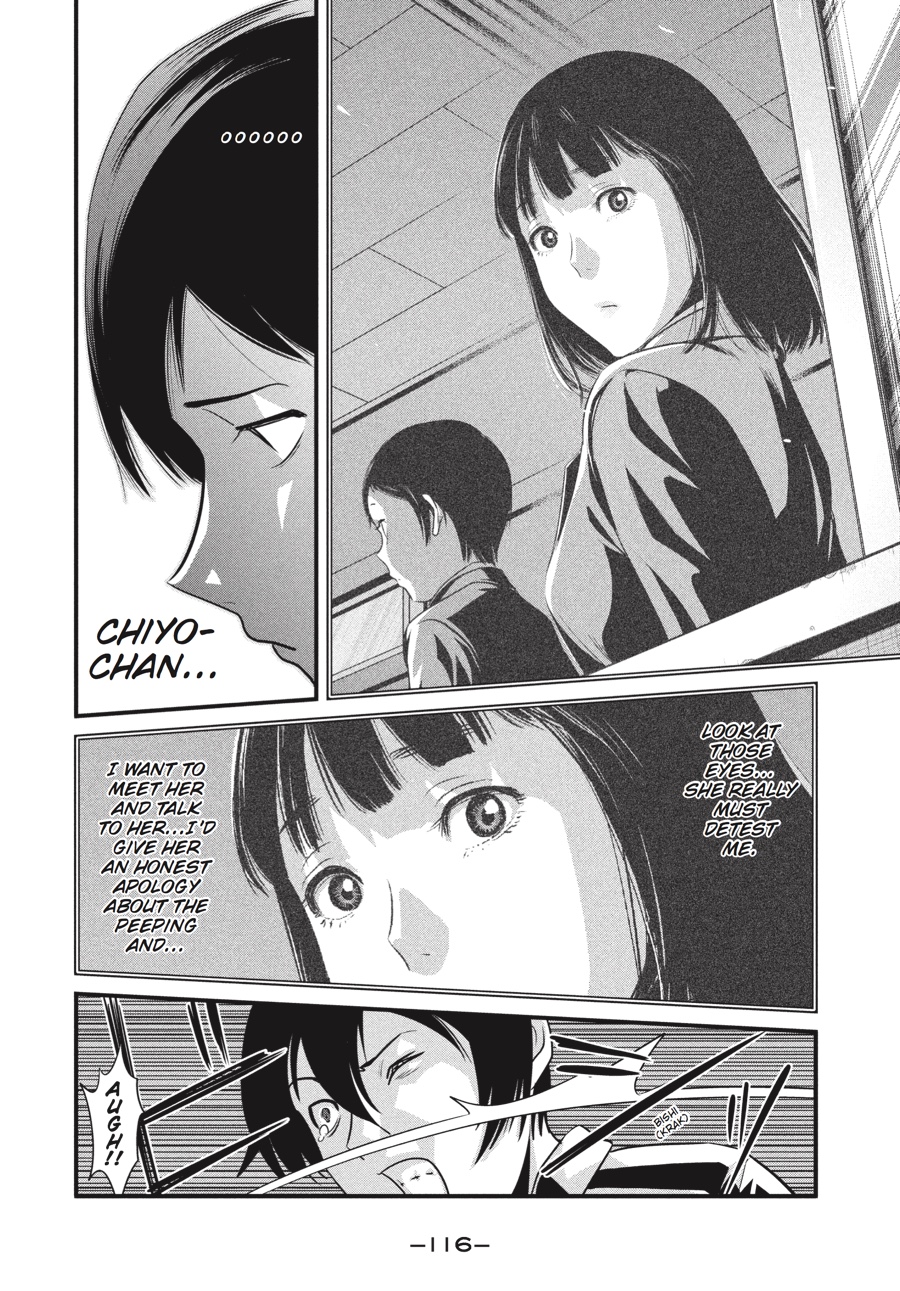 LOOK AT
THOSE
EYES...
SHE REALLY
MUST
DETEST
ME.
oooooo
CHIYO-
CHAN...
I WANT TO
MEET HER
AND TALK
TO HER...I'D
GIVE HER
AN HONEST
APOLOGY
ABOUT THE
PEEPING
AND...
BISHI
(KRAK)
AUGH!!
–116–